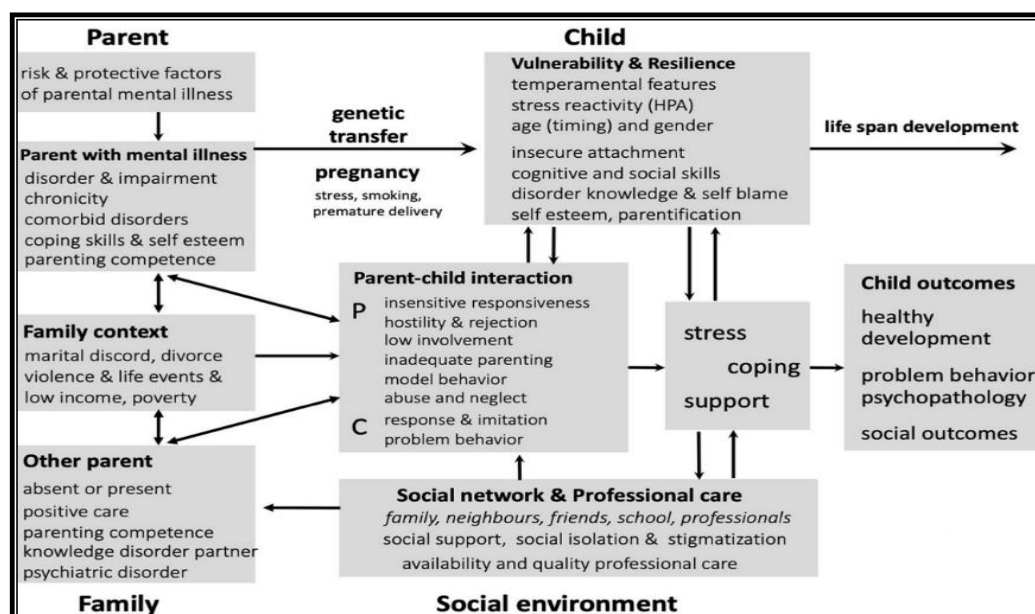 Parent
risk & protective factors
of parental mental illness
Parent with mental illness
disorder & impairment
chronicity
comorbid disorders
coping skills & self esteem
parenting competence
Family context
marital discord, divorce
violence & life events &
low income, poverty
Other parent
absent or present
positive care
parenting competence
knowledge disorder partner
psychiatric disorder
Family
genetic
transfer
pregnancy
stress, smoking,
premature delivery
Child
Vulnerability & Resilience
temperamental features
stress reactivity (HPA)
age (timing) and gender
insecure attachment
cognitive and social skills
disorder knowledge & self blame
self esteem, parentification
life span development
Parent-child interaction
P insensitive responsiveness
hostility & rejection
low involvement
inadequate parenting
model behavior
abuse and neglect
C response & imitation
problem behavior
stress
coping
support
Child outcomes
healthy
development
problem behavior
psychopathology
social outcomes
Social network & Professional care
family, neighbours, friends, school, professionals
social support, social isolation & stigmatization
availability and quality professional care
Social environment